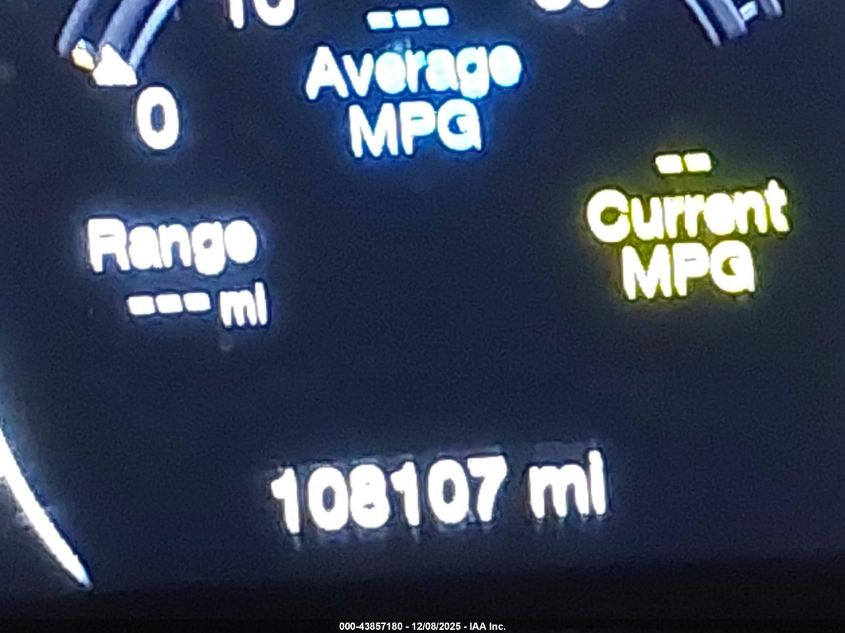 ---
Average
MPG
0
--
Current
MPG
Range
--- mi
108107 mi
000-43857180 - 12/08/2025 - IAA Inc.